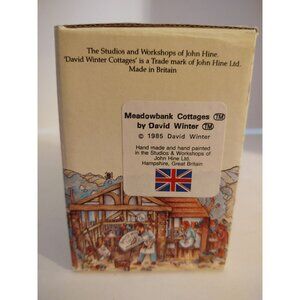 The Studios and Workshops of John Hine.
'David Winter Cottages' is a Trade mark of John Hine Ltd.
Made in Britain
Meadowbank Cottages TM
by David Winter TM
© 1985 David Winter
Hand made and hand painted
in the Studios & Workshops of
John Hine Ltd.
Hampshire, Great Britain